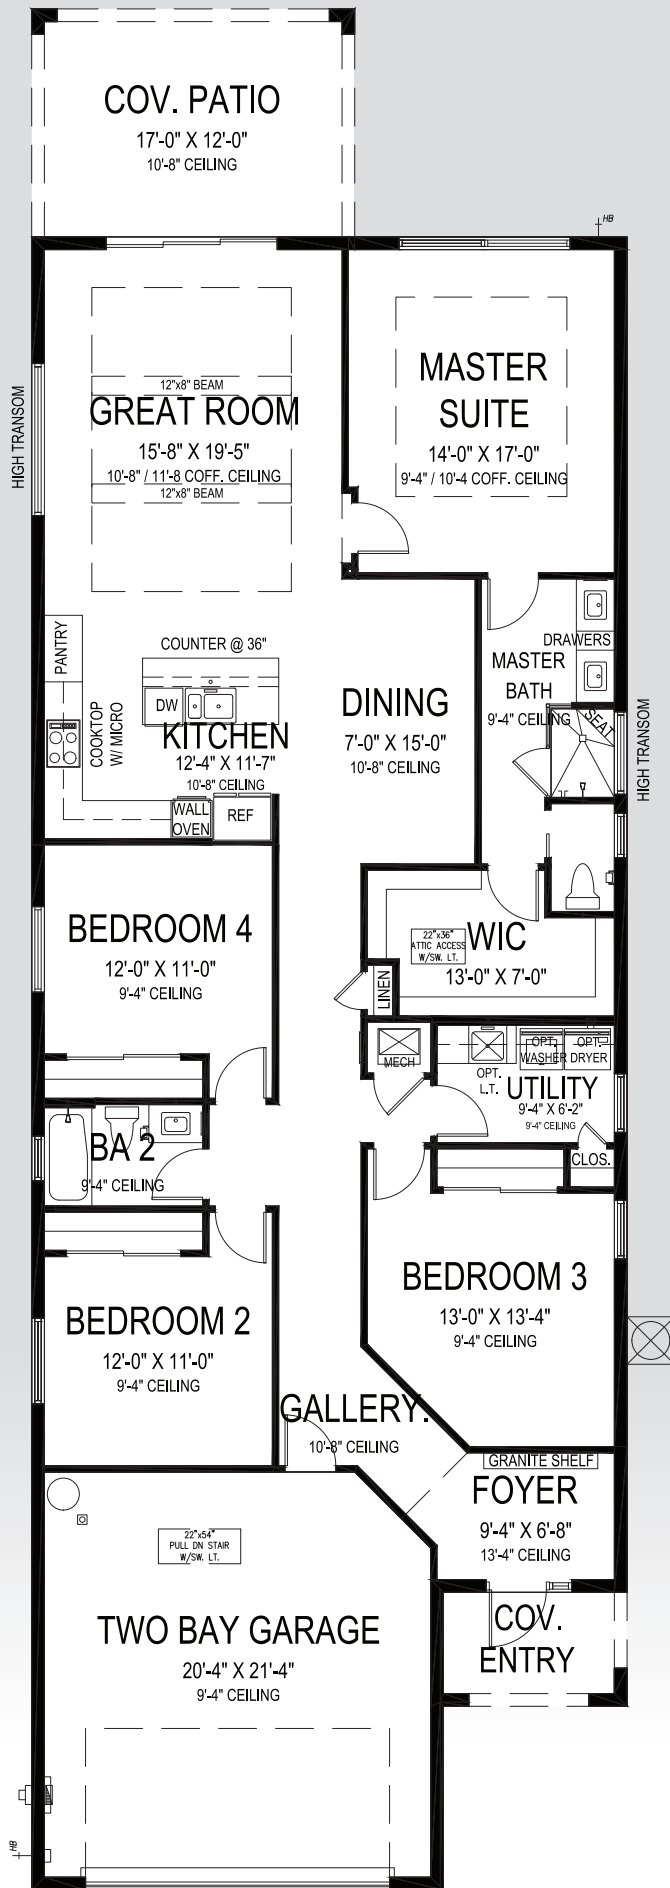 COV. PATIO
17'-0" X 12'-0"
10'-8" CEILING
HB
12"x8" BEAM
GREAT ROOM
15'-8" X 19'-5"
10'-8" / 11'-8 COFF. CEILING
12"x8" BEAM
HIGH TRANSOM
MASTER
SUITE
14'-0" X 17'-0"
9'-4" / 10'-4 COFF. CEILING
PANTRY
COUNTER @ 36"
DW
COOKTOP
W/ MICRO
KITCHEN
12'-4" X 11'-7"
10'-8" CEILING
WALL
OVEN
REF
DINING
7'-0" X 15'-0"
10'-8" CEILING
DRAWERS
MASTER
BATH
9'-4" CEILING
SEAT
HIGH TRANSOM
BEDROOM 4
12'-0" X 11'-0"
9'-4" CEILING
22"x36"
ATTIC ACCESS
W/SW. LT.
WIC
13'-0" X 7'-0"
LINEN
MECH
OPT.
L.T.
OPT.
WASHER
OPT.
DRYER
UTILITY
9'-4" X 6'-2"
9'-4" CEILING
CLOS.
BA 2
9'-4" CEILING
BEDROOM 3
13'-0" X 13'-4"
9'-4" CEILING
BEDROOM 2
12'-0" X 11'-0"
9'-4" CEILING
GALLERY.
10'-8" CEILING
GRANITE SHELF
FOYER
9'-4" X 6'-8"
13'-4" CEILING
22"x54"
PULL DN STAIR
W/SW. LT.
TWO BAY GARAGE
20'-4" X 21'-4"
9'-4" CEILING
COV.
ENTRY
HB